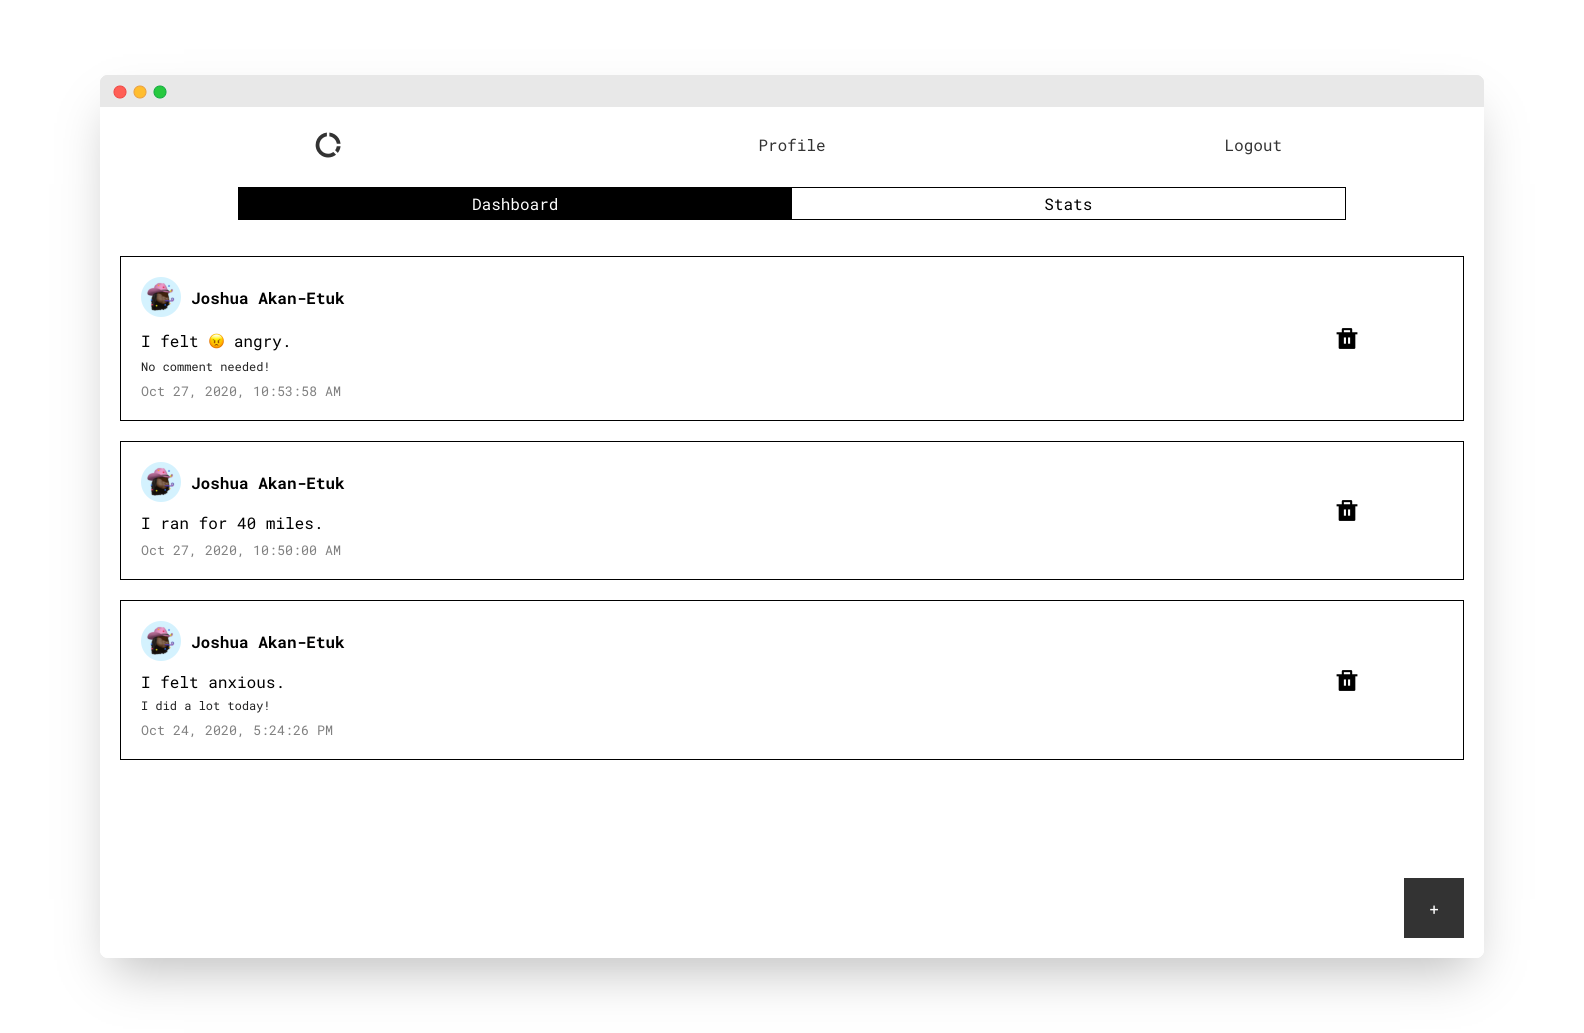 Profile
Logout
Dashboard
Stats
Joshua Akan-Etuk
I felt 😠 angry.
No comment needed!
Oct 27, 2020, 10:53:58 AM
Joshua Akan-Etuk
I ran for 40 miles.
Oct 27, 2020, 10:50:00 AM
Joshua Akan-Etuk
I felt anxious.
I did a lot today!
Oct 24, 2020, 5:24:26 PM
+